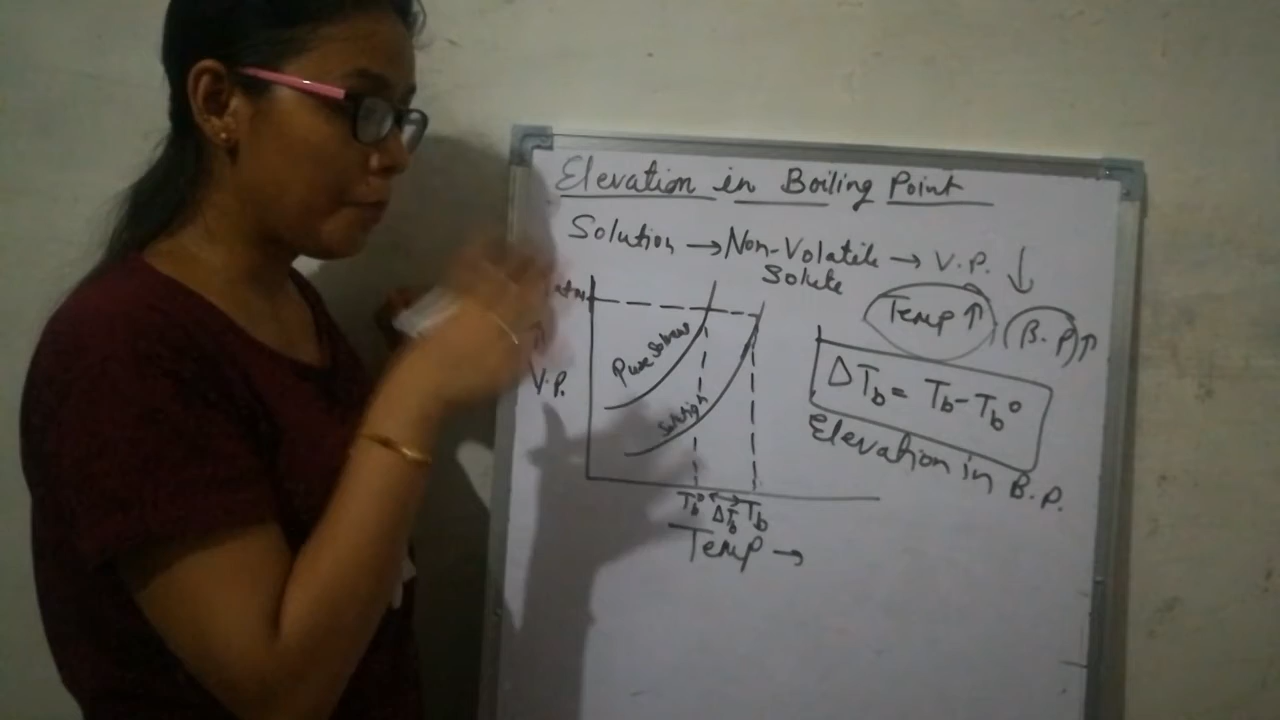 Elevation in Boiling Point
Solution → Non-Volatile → V.P. ↓
Solute
atm
Temp ↑ (B.P) ↑
Pure Solvent
V.P.
ΔTb = Tb - Tb°
Solution
Elevation in B.P.
Tb° ΔTb Tb
Temp →